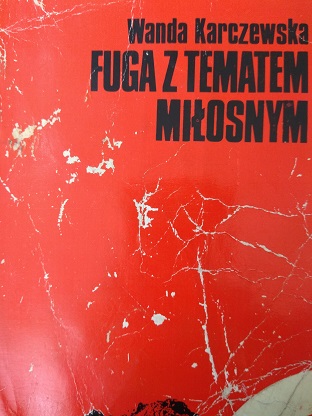 Wanda Karczewska
FUGA Z TEMATEM
MIŁOSNYM